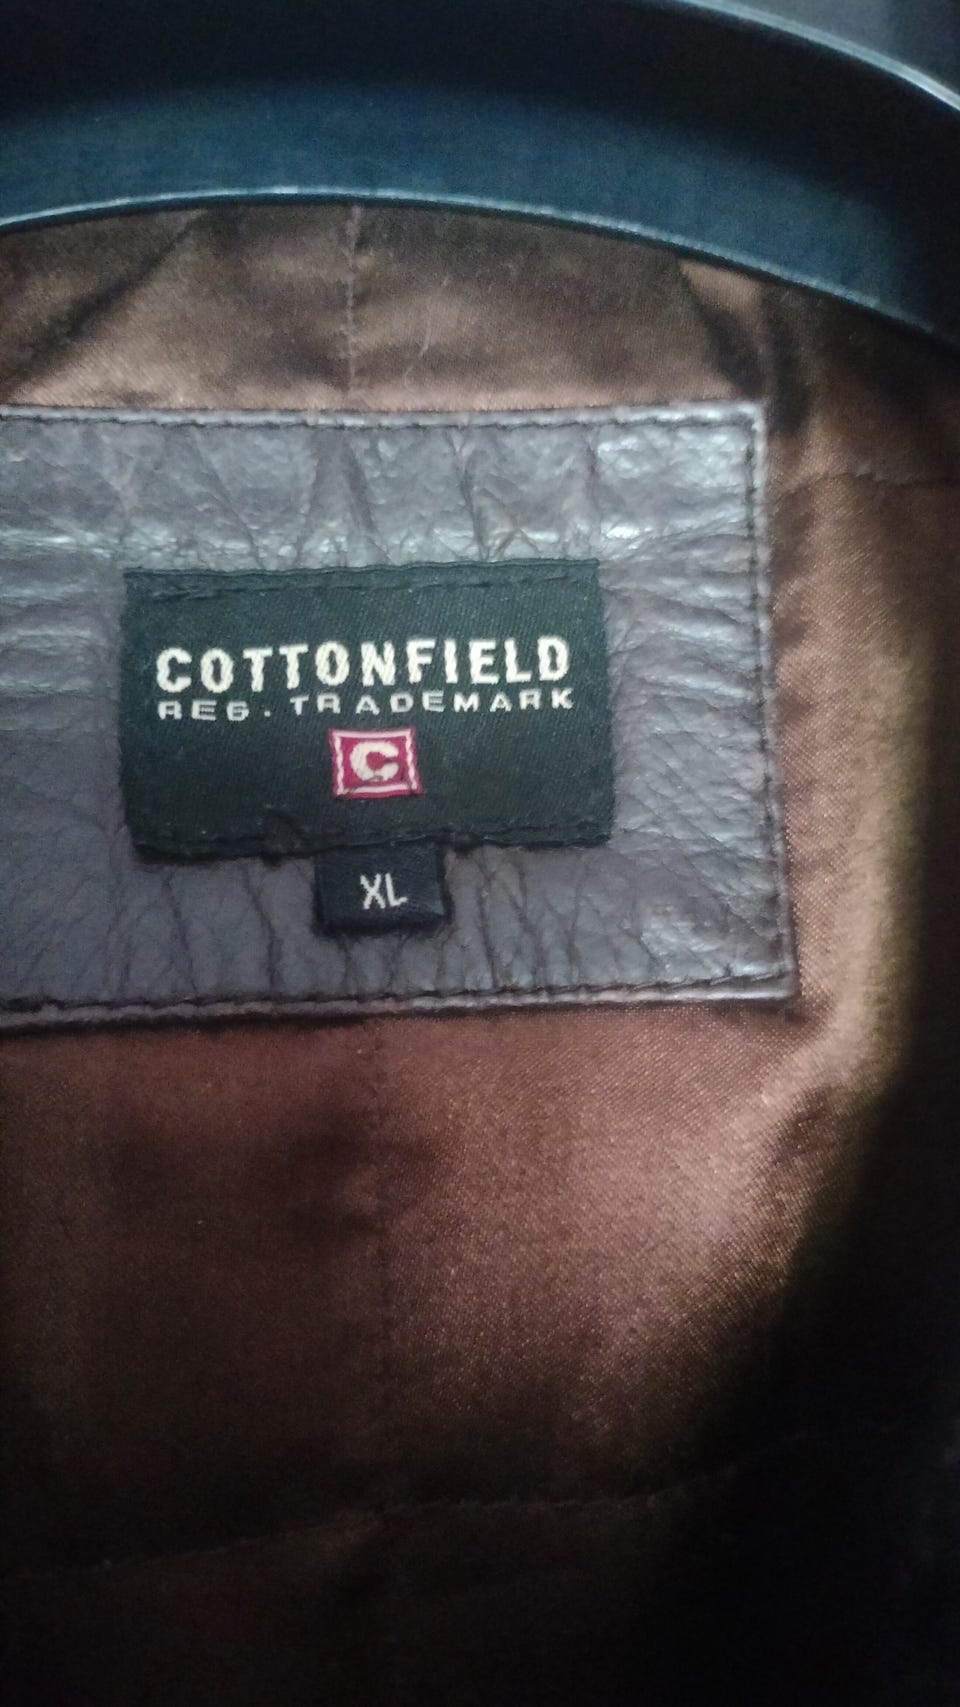 COTTONFIELD
REG. TRADEMARK
C
XL